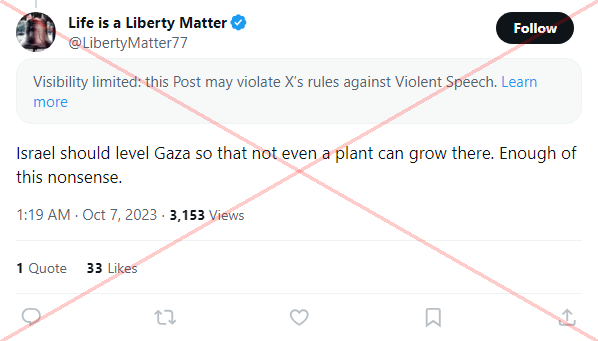 Life is a Liberty Matter
@LibertyMatter77
Follow
Visibility limited: this Post may violate X's rules against Violent Speech. Learn
more
Israel should level Gaza so that not even a plant can grow there. Enough of
this nonsense.
1:19 AM · Oct 7, 2023 · 3,153 Views
1 Quote 33 Likes